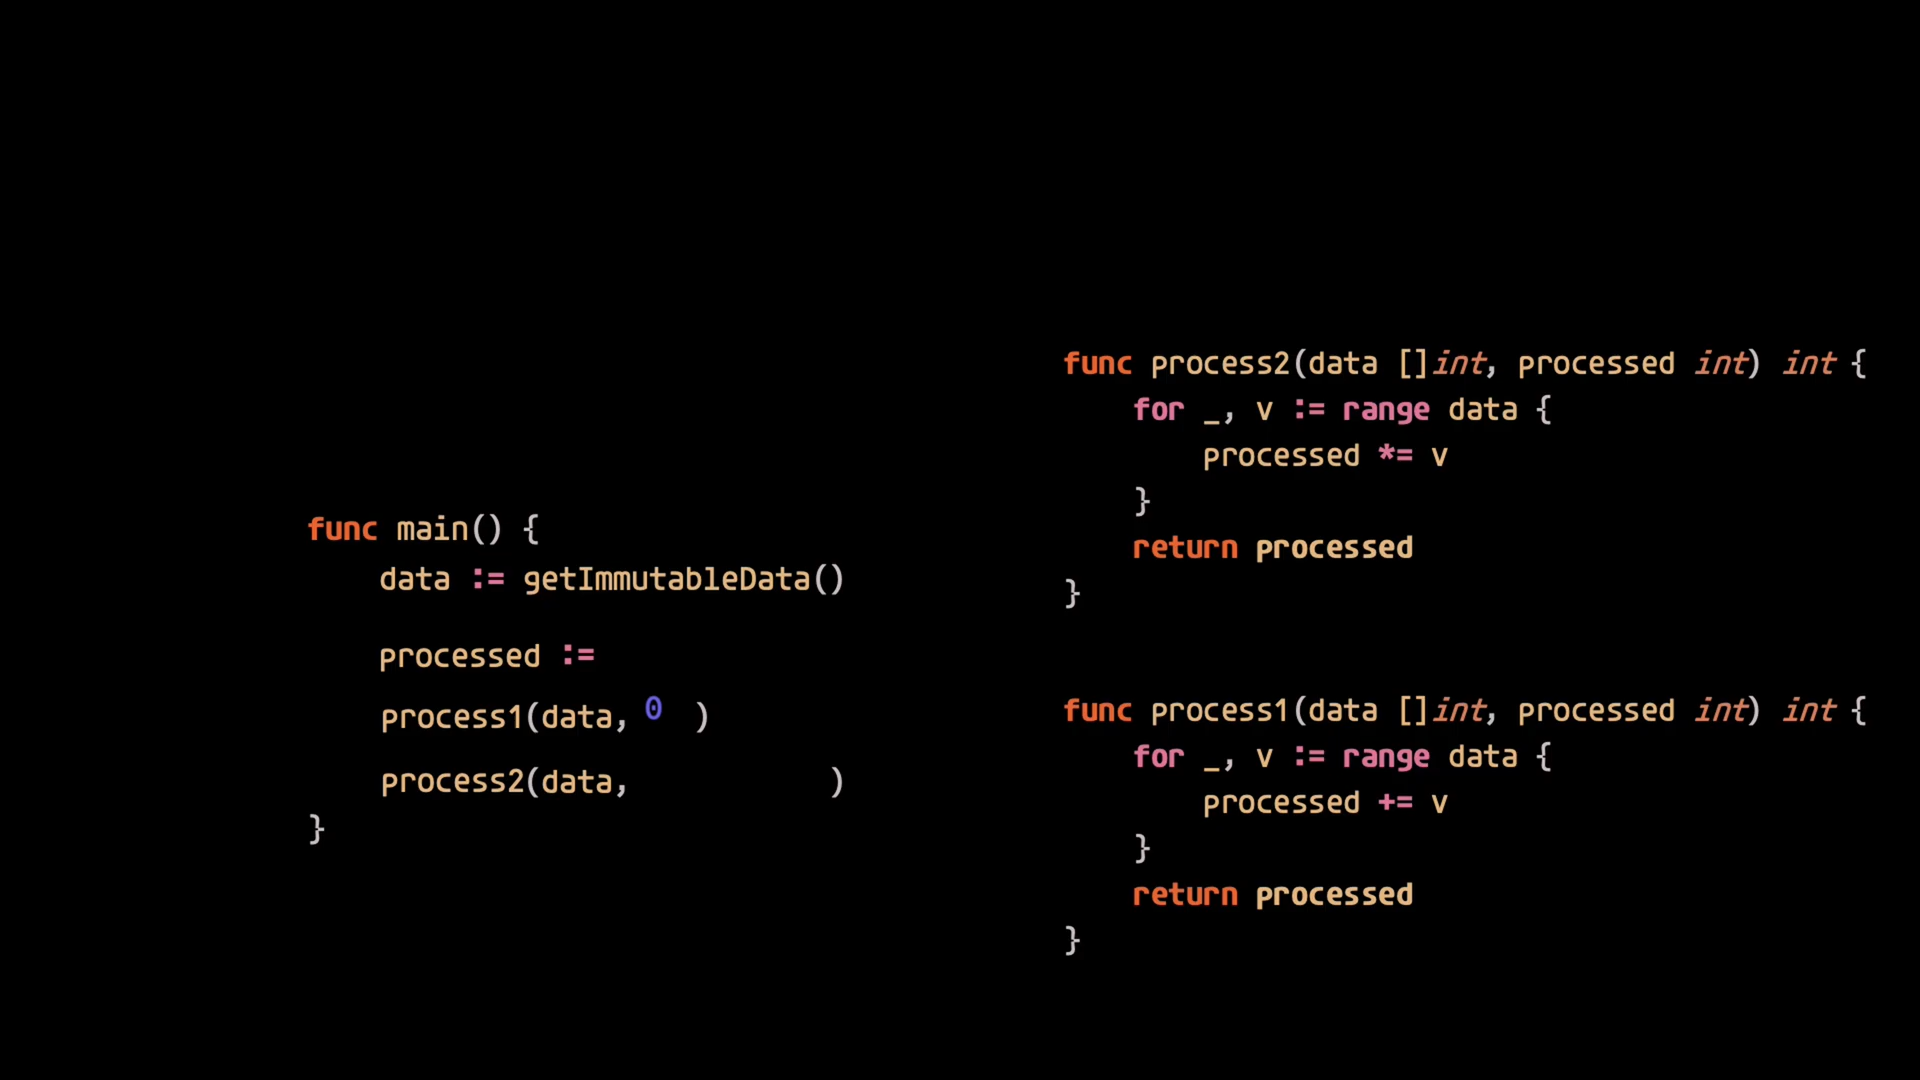 func main() {
    data := getImmutableData()
    processed :=
    process1(data, 0 )
    process2(data, )
}
func process2(data []int, processed int) int {
    for _, v := range data {
        processed *= v
    }
    return processed
}
func process1(data []int, processed int) int {
    for _, v := range data {
        processed += v
    }
    return processed
}